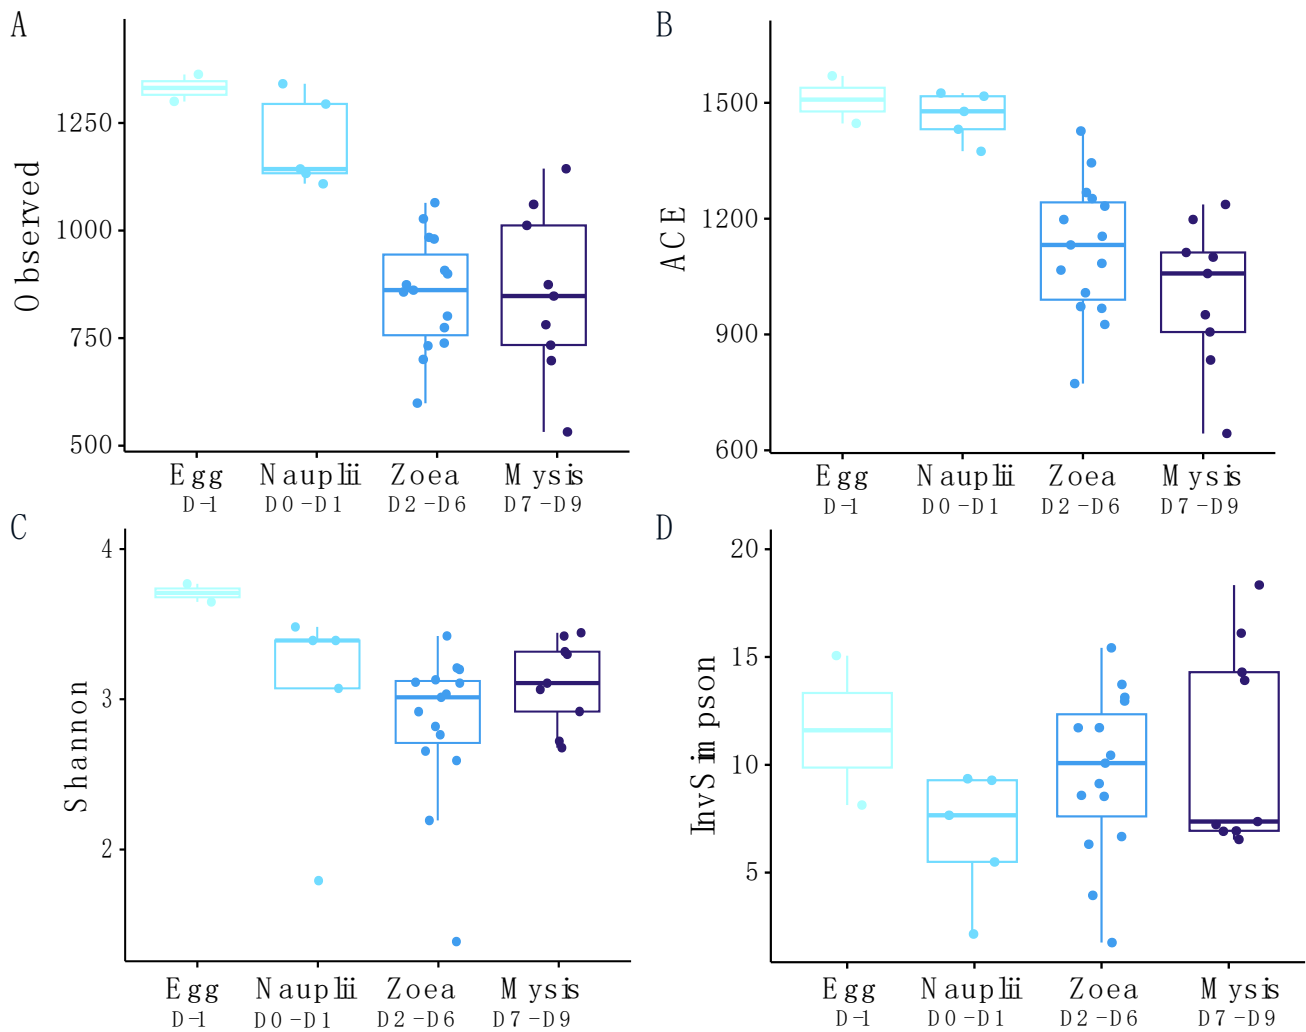 A
Observed
1250
1000
750
500
Egg Nauplii Zoea Mysis
D-1 D0-D1 D2-D6 D7-D9
B
ACE
1500
1200
900
600
Egg Nauplii Zoea Mysis
D-1 D0-D1 D2-D6 D7-D9
C
Shannon
4
3
2
Egg Nauplii Zoea Mysis
D-1 D0-D1 D2-D6 D7-D9
D
InvSimpson
20
15
10
5
Egg Nauplii Zoea Mysis
D-1 D0-D1 D2-D6 D7-D9